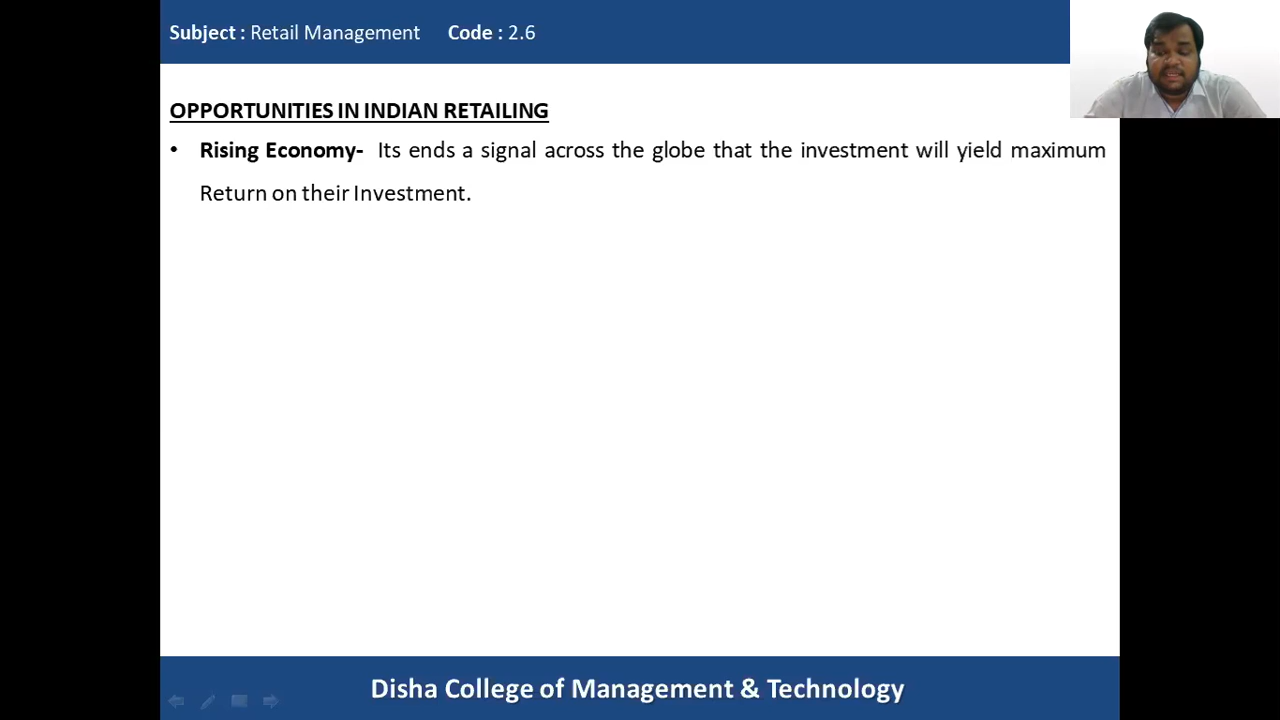 Subject : Retail Management Code : 2.6
OPPORTUNITIES IN INDIAN RETAILING
• Rising Economy- Its ends a signal across the globe that the investment will yield maximum
Return on their Investment.
Disha College of Management & Technology